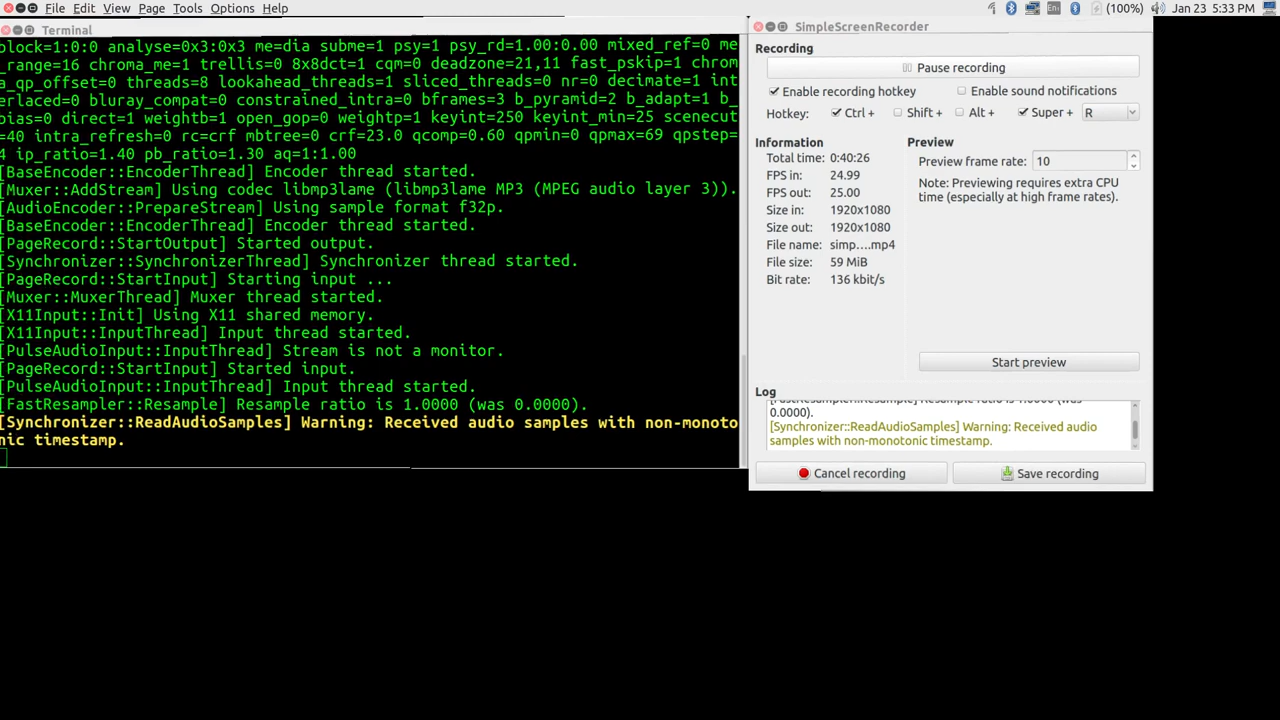 File Edit View Page Tools Options Help
En (100%) Jan 23 5:33 PM
Terminal
block=1:0:0 analyse=0x3:0x3 me=dia subme=1 psy=1 psy_rd=1.00:0.00 mixed_ref=0 me
_range=16 chroma_me=1 trellis=0 8x8dct=1 cqm=0 deadzone=21,11 fast_pskip=1 chrom
a_qp_offset=0 threads=8 lookahead_threads=1 sliced_threads=0 nr=0 decimate=1 int
erlaced=0 bluray_compat=0 constrained_intra=0 bframes=3 b_pyramid=2 b_adapt=1 b_
bias=0 direct=1 weightb=1 open_gop=0 weightp=1 keyint=250 keyint_min=25 scenecut
=40 intra_refresh=0 rc=crf mbtree=0 crf=23.0 qcomp=0.60 qpmin=0 qpmax=69 qpstep=
4 ip_ratio=1.40 pb_ratio=1.30 aq=1:1.00
[BaseEncoder::EncoderThread] Encoder thread started.
[Muxer::AddStream] Using codec libmp3lame (libmp3lame MP3 (MPEG audio layer 3)).
[AudioEncoder::PrepareStream] Using sample format f32p.
[BaseEncoder::EncoderThread] Encoder thread started.
[PageRecord::StartOutput] Started output.
[Synchronizer::SynchronizerThread] Synchronizer thread started.
[PageRecord::StartInput] Starting input ...
[Muxer::MuxerThread] Muxer thread started.
[X11Input::Init] Using X11 shared memory.
[X11Input::InputThread] Input thread started.
[PulseAudioInput::InputThread] Stream is not a monitor.
[PageRecord::StartInput] Started input.
[PulseAudioInput::InputThread] Input thread started.
[FastResampler::Resample] Resample ratio is 1.0000 (was 0.0000).
[Synchronizer::ReadAudioSamples] Warning: Received audio samples with non-monoto
nic timestamp.
SimpleScreenRecorder
Recording
Pause recording
Enable recording hotkey Enable sound notifications
Hotkey: Ctrl + Shift + Alt + Super + R
Information
Total time: 0:40:26
FPS in: 24.99
FPS out: 25.00
Size in: 1920x1080
Size out: 1920x1080
File name: simp....mp4
File size: 59 MiB
Bit rate: 136 kbit/s
Preview
Preview frame rate: 10
Note: Previewing requires extra CPU
time (especially at high frame rates).
Start preview
Log
[FastResampler::Resample] Resample ratio is 1.0000 (was
0.0000).
[Synchronizer::ReadAudioSamples] Warning: Received audio
samples with non-monotonic timestamp.
Cancel recording Save recording